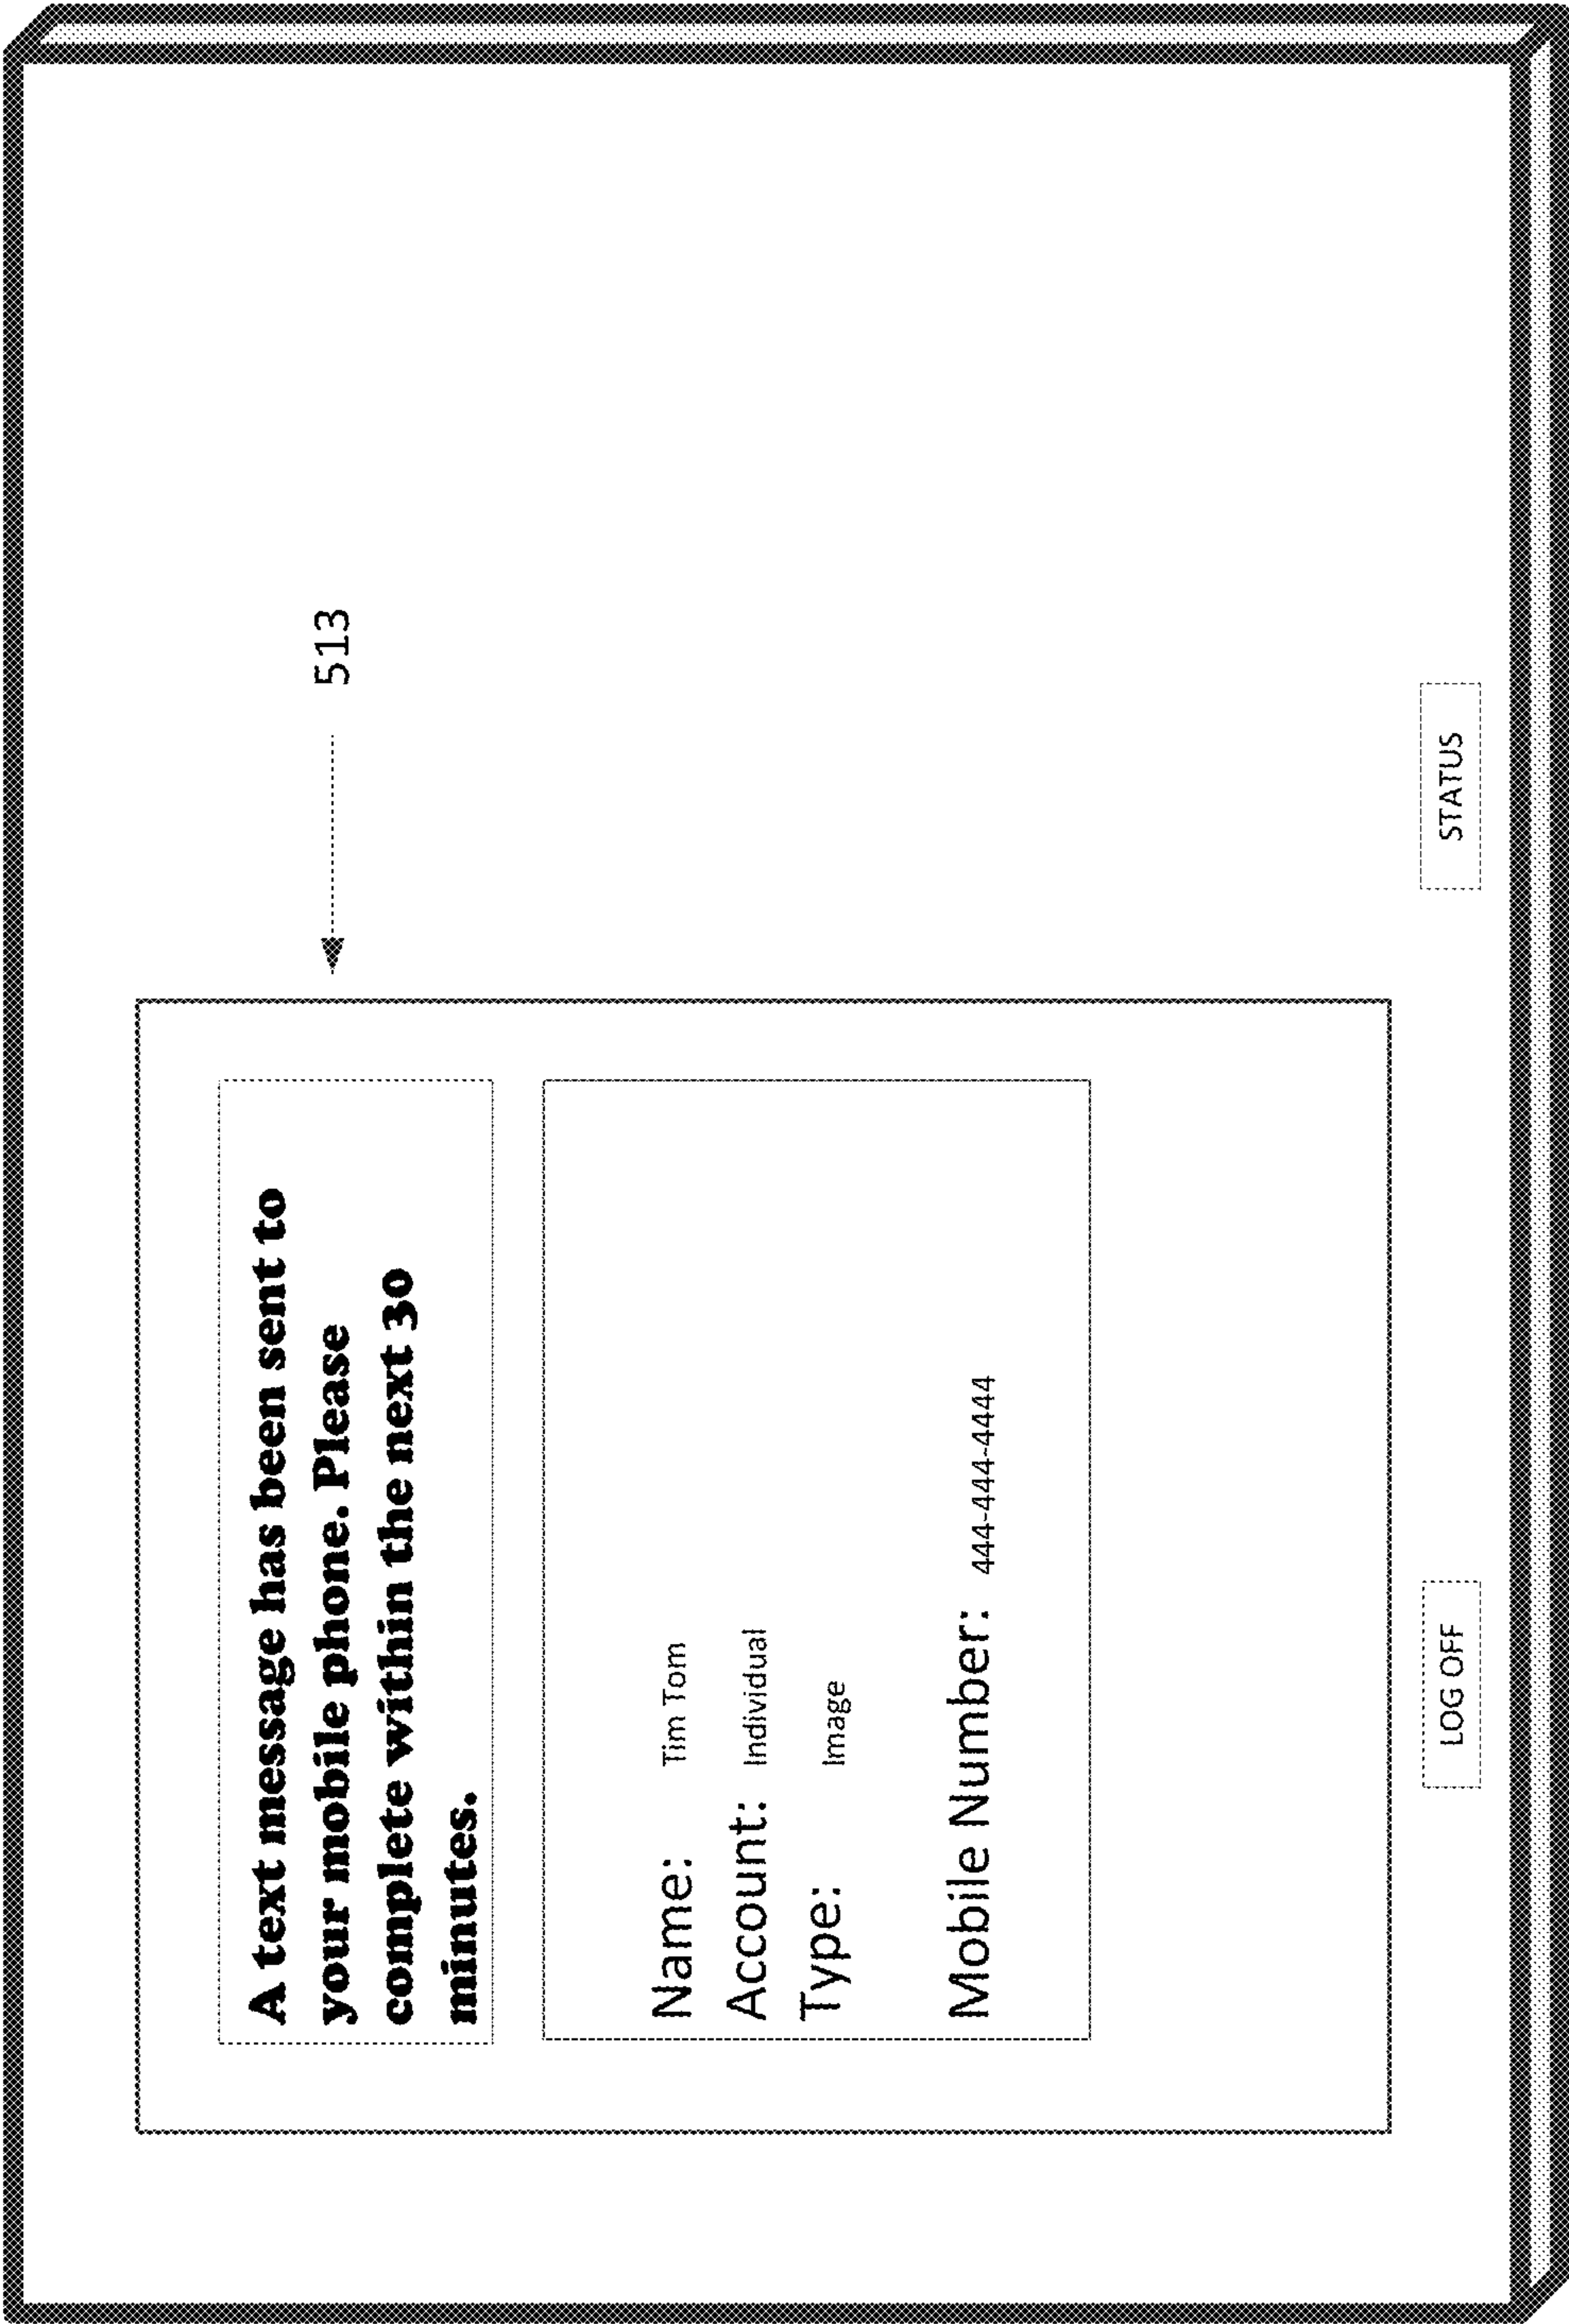 A text message has been sent to
your mobile phone. Please
complete within the next 30
minutes.
513
Name: Tim Tom
Account: Individual
Type: Image
Mobile Number: 444-444-4444
LOG OFF
STATUS